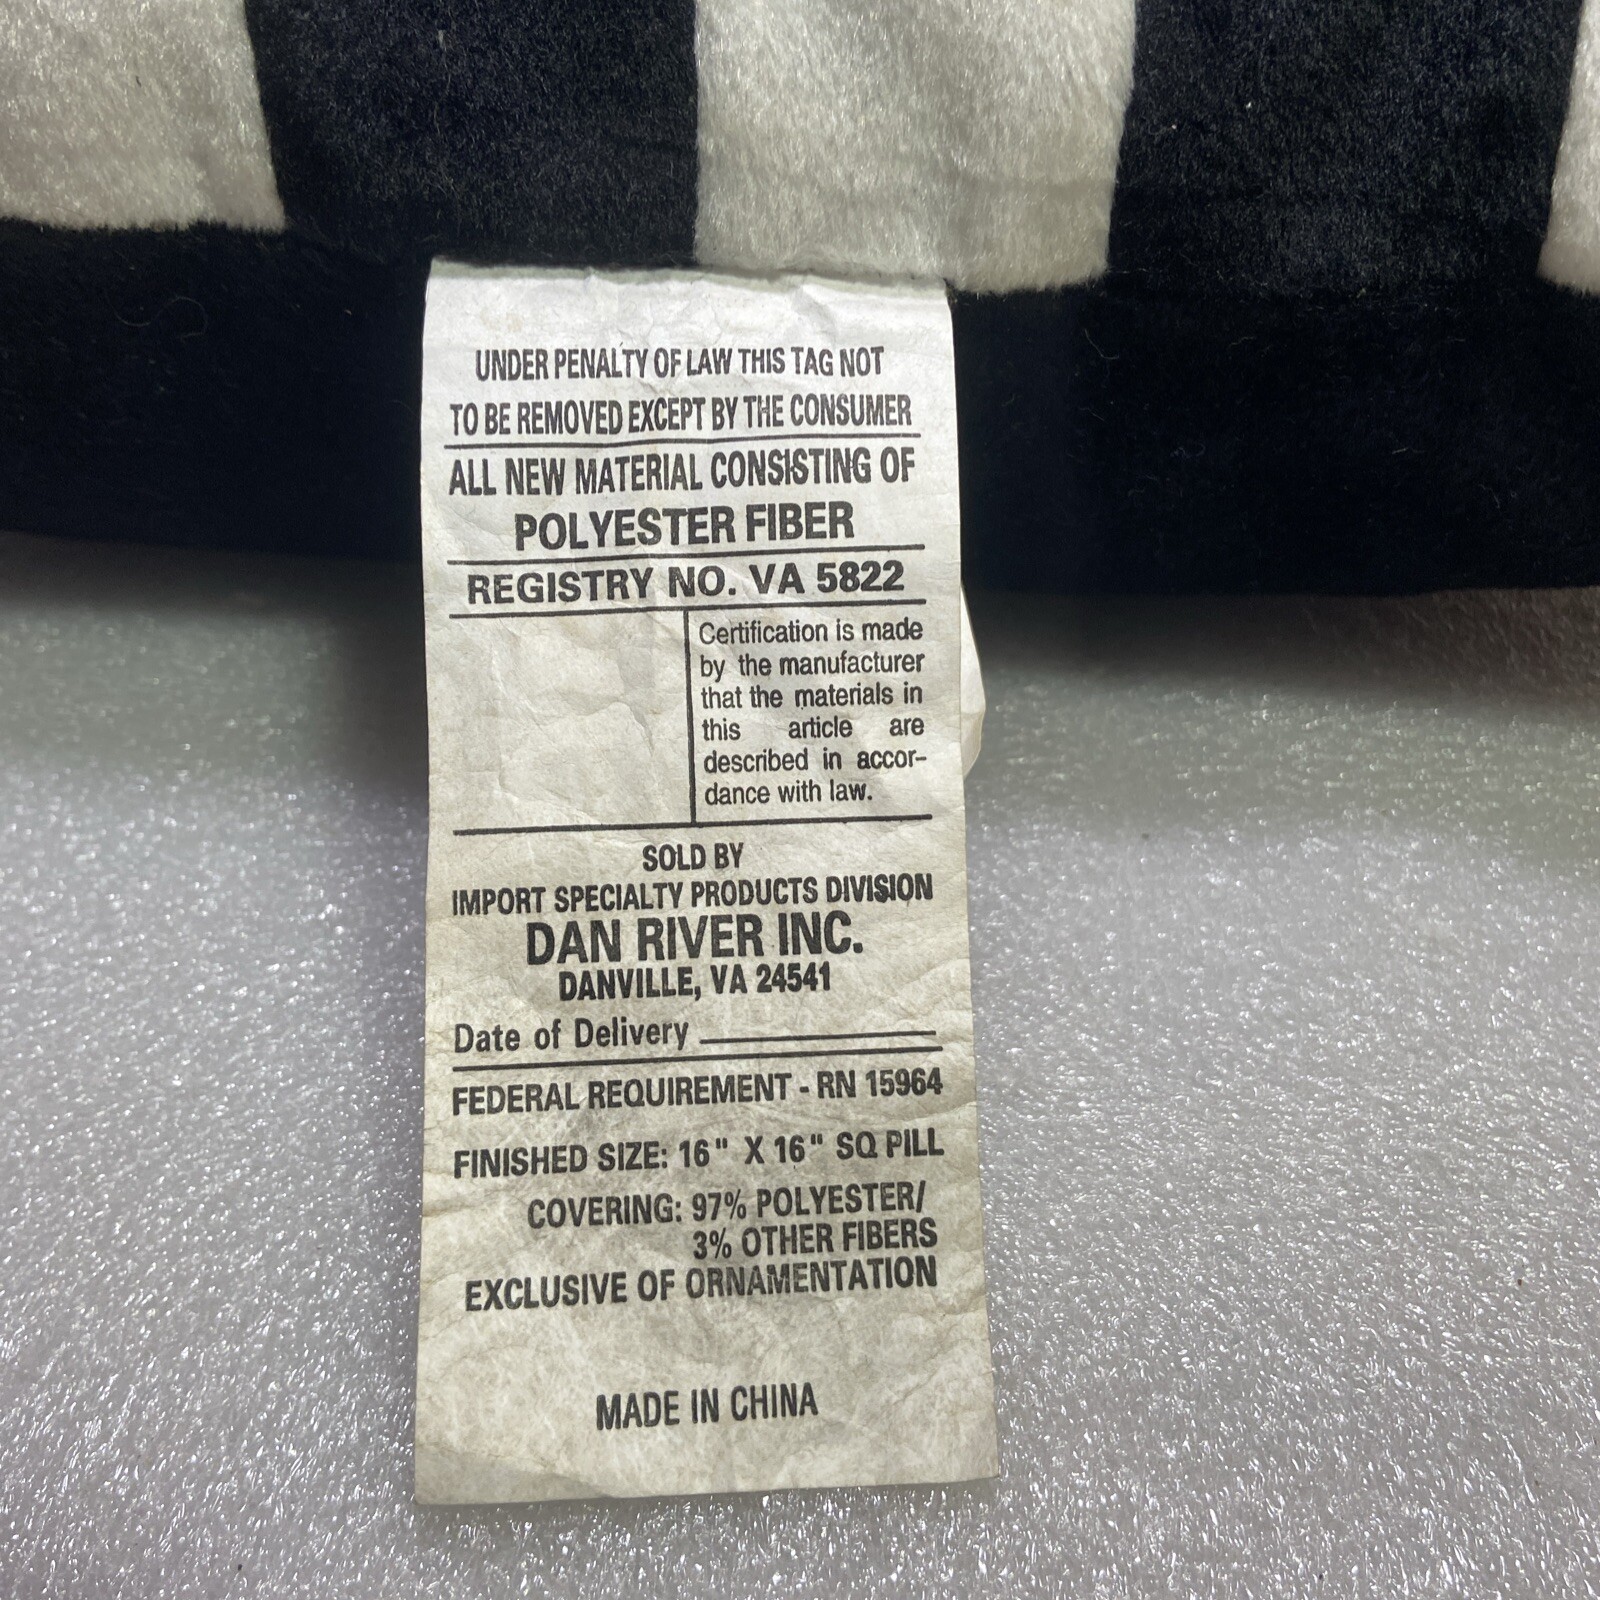 UNDER PENALTY OF LAW THIS TAG NOT
TO BE REMOVED EXCEPT BY THE CONSUMER
ALL NEW MATERIAL CONSISTING OF
POLYESTER FIBER
REGISTRY NO. VA 5822
Certification is made
by the manufacturer
that the materials in
this article are
described in accor-
dance with law.
SOLD BY
IMPORT SPECIALTY PRODUCTS DIVISION
DAN RIVER INC.
DANVILLE, VA 24541
Date of Delivery
FEDERAL REQUIREMENT - RN 15964
FINISHED SIZE: 16" X 16" SQ PILL
COVERING: 97% POLYESTER/
3% OTHER FIBERS
EXCLUSIVE OF ORNAMENTATION
MADE IN CHINA